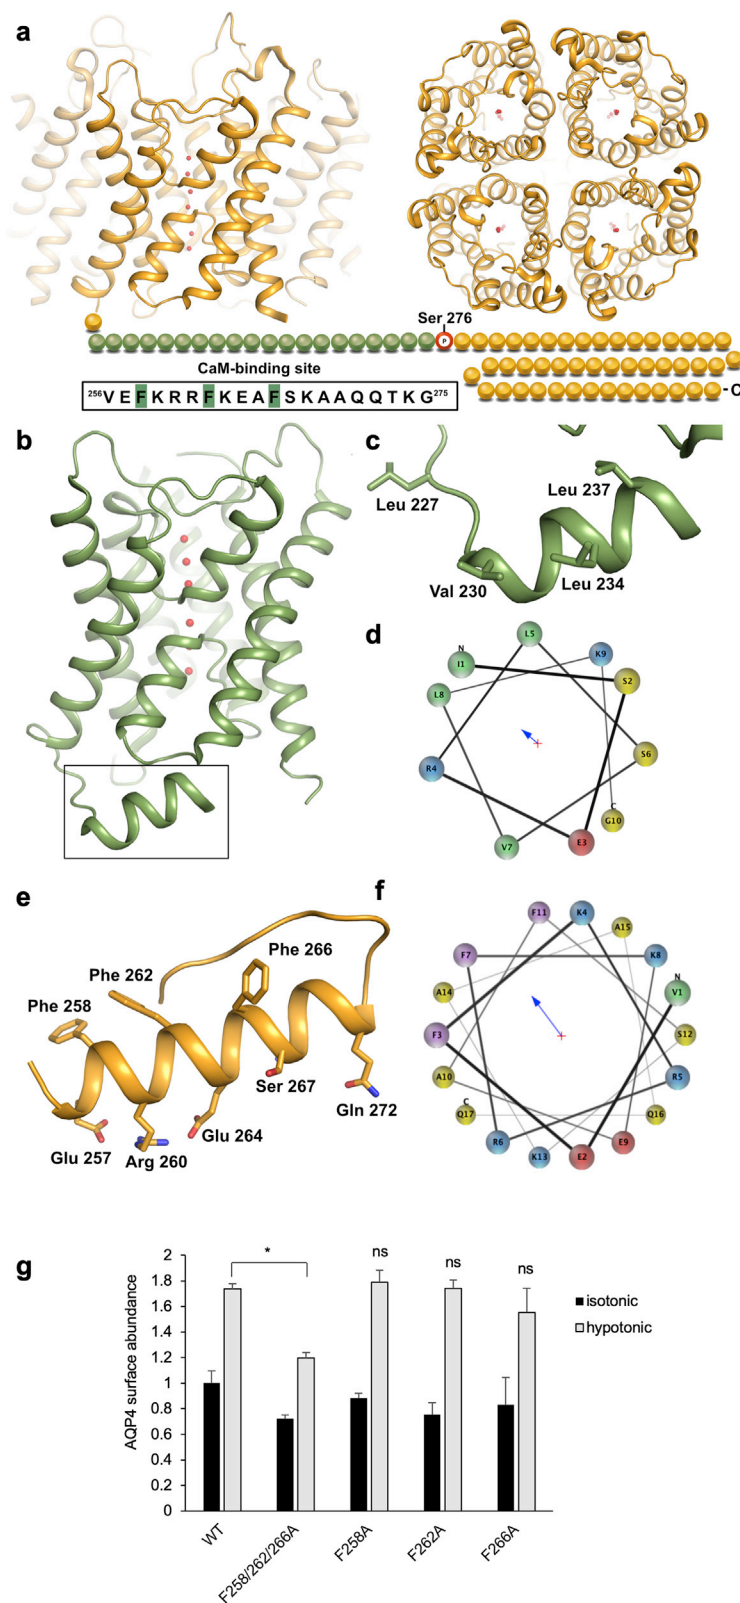 a
Ser 276
P
CaM-binding site
256VEFKRRFKEAFSKAAQQTKG275
-C
b
c
Leu 227
Leu 237
Val 230
Leu 234
d
L5
N
K9
I1
S2
L8
R4
S6
C
G10
V7
E3
e
f
Phe 266
Phe 262
Phe 258
Ser 267
Gln 272
Glu 264
Glu 257
Arg 260
F11
K4
A15
F7
K8
N
A14
V1
F3
S12
A10
R5
C
Q17
Q16
R6
E9
K13
E2
g
AQP4 surface abundance
2
1.8
1.6
1.4
1.2
1
0.8
0.6
0.4
0.2
0
*
ns
ns
ns
isotonic
hypotonic
WT
F258/262/266A
F258A
F262A
F266A